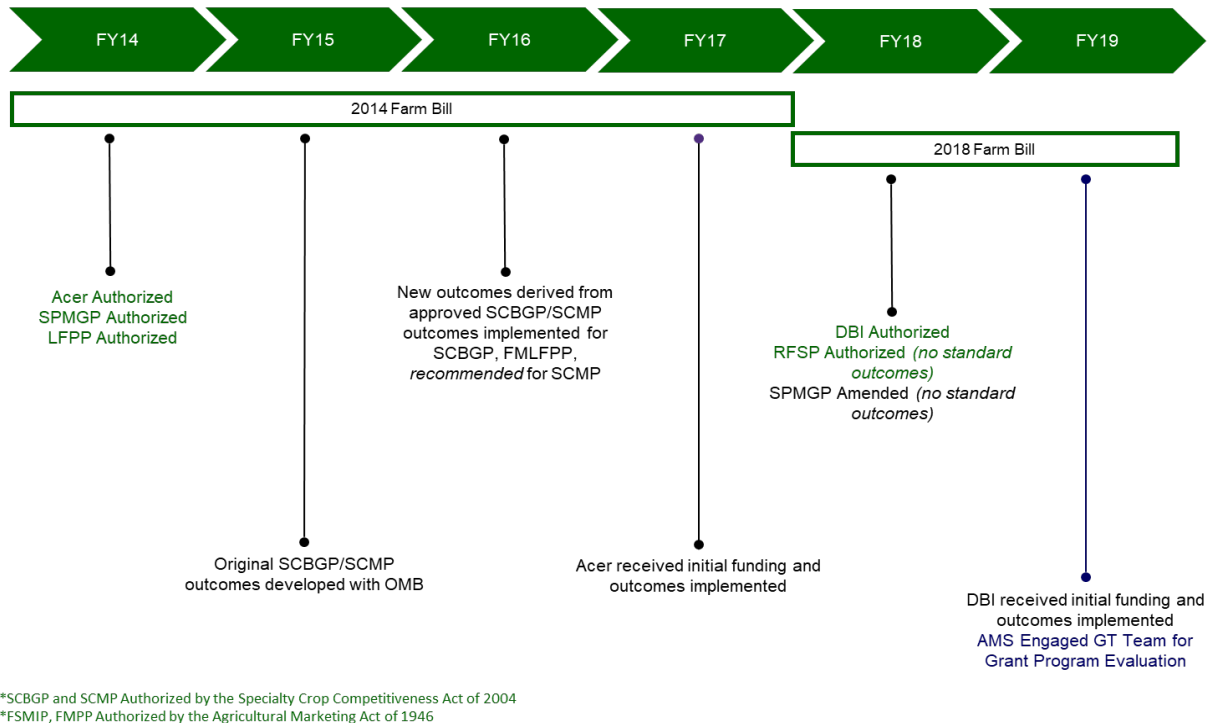 FY14
FY15
FY16
FY17
FY18
FY19
2014 Farm Bill
2018 Farm Bill
Acer Authorized
SPMGP Authorized
LFPP Authorized
New outcomes derived from
approved SCBGP/SCMP
outcomes implemented for
SCBGP, FMLFPP,
recommended for SCMP
DBI Authorized
RFSP Authorized (no standard
outcomes)
SPMGP Amended (no standard
outcomes)
Original SCBGP/SCMP
outcomes developed with OMB
Acer received initial funding and
outcomes implemented
DBI received initial funding and
outcomes implemented
AMS Engaged GT Team for
Grant Program Evaluation
*SCBGP and SCMP Authorized by the Specialty Crop Competitiveness Act of 2004
*FSMIP, FMPP Authorized by the Agricultural Marketing Act of 1946